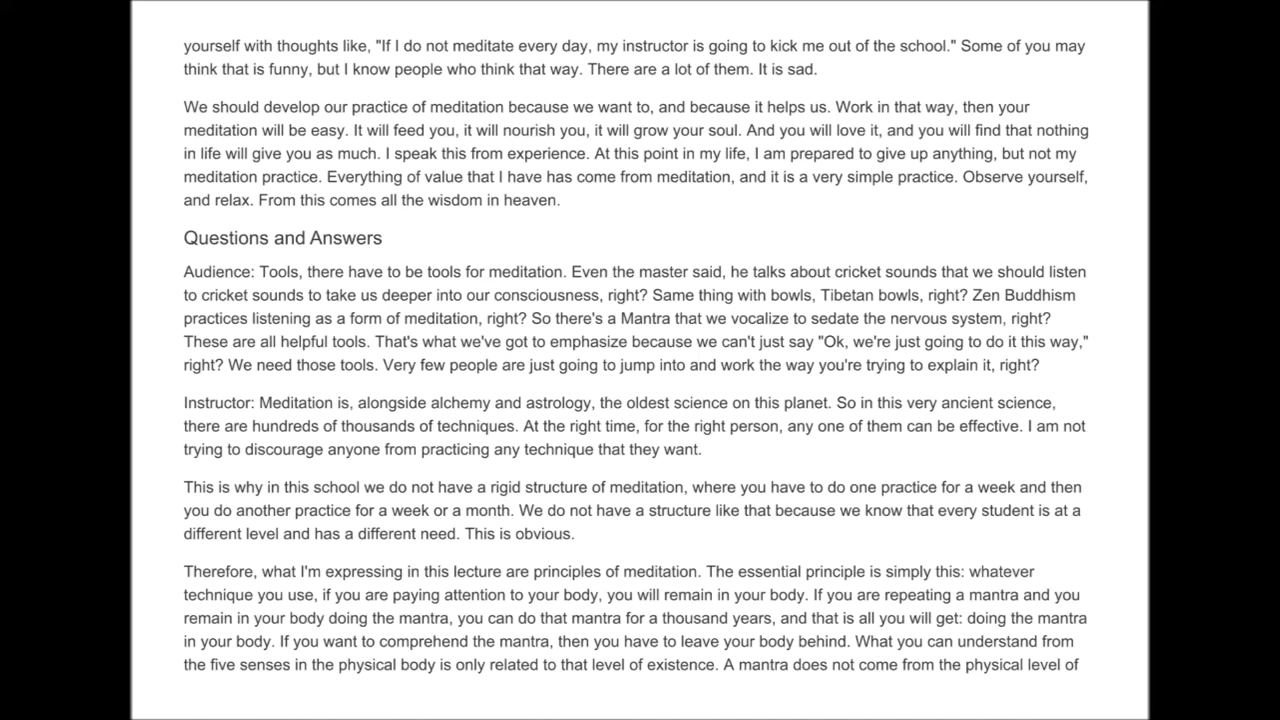 yourself with thoughts like, "If I do not meditate every day, my instructor is going to kick me out of the school." Some of you may
think that is funny, but I know people who think that way. There are a lot of them. It is sad.
We should develop our practice of meditation because we want to, and because it helps us. Work in that way, then your
meditation will be easy. It will feed you, it will nourish you, it will grow your soul. And you will love it, and you will find that nothing
in life will give you as much. I speak this from experience. At this point in my life, I am prepared to give up anything, but not my
meditation practice. Everything of value that I have has come from meditation, and it is a very simple practice. Observe yourself,
and relax. From this comes all the wisdom in heaven.
Questions and Answers
Audience: Tools, there have to be tools for meditation. Even the master said, he talks about cricket sounds that we should listen
to cricket sounds to take us deeper into our consciousness, right? Same thing with bowls, Tibetan bowls, right? Zen Buddhism
practices listening as a form of meditation, right? So there's a Mantra that we vocalize to sedate the nervous system, right?
These are all helpful tools. That's what we've got to emphasize because we can't just say "Ok, we're just going to do it this way,"
right? We need those tools. Very few people are just going to jump into and work the way you're trying to explain it, right?
Instructor: Meditation is, alongside alchemy and astrology, the oldest science on this planet. So in this very ancient science,
there are hundreds of thousands of techniques. At the right time, for the right person, any one of them can be effective. I am not
trying to discourage anyone from practicing any technique that they want.
This is why in this school we do not have a rigid structure of meditation, where you have to do one practice for a week and then
you do another practice for a week or a month. We do not have a structure like that because we know that every student is at a
different level and has a different need. This is obvious.
Therefore, what I'm expressing in this lecture are principles of meditation. The essential principle is simply this: whatever
technique you use, if you are paying attention to your body, you will remain in your body. If you are repeating a mantra and you
remain in your body doing the mantra, you can do that mantra for a thousand years, and that is all you will get: doing the mantra
in your body. If you want to comprehend the mantra, then you have to leave your body behind. What you can understand from
the five senses in the physical body is only related to that level of existence. A mantra does not come from the physical level of